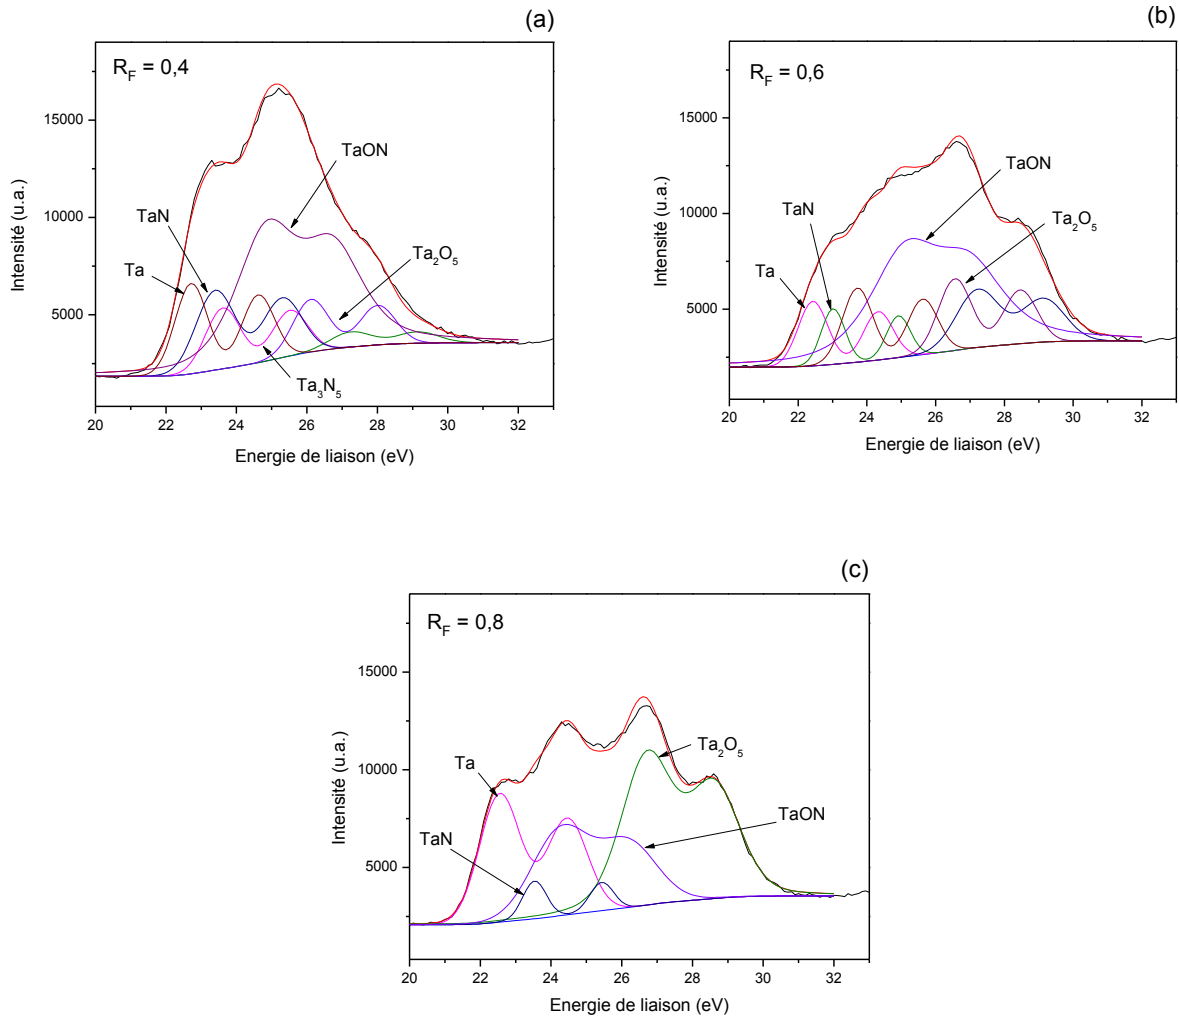 (a)
R_F = 0,4
15000
10000
5000
Intensité (u.a.)
TaON
TaN
Ta
Ta2O5
Ta3N5
20 22 24 26 28 30 32
Energie de liaison (eV)
(b)
R_F = 0,6
15000
10000
5000
Intensité (u.a.)
TaON
TaN
Ta2O5
Ta
20 22 24 26 28 30 32
Energie de liaison (eV)
(c)
R_F = 0,8
15000
10000
5000
Intensité (u.a.)
Ta2O5
Ta
TaON
TaN
20 22 24 26 28 30 32
Energie de liaison (eV)